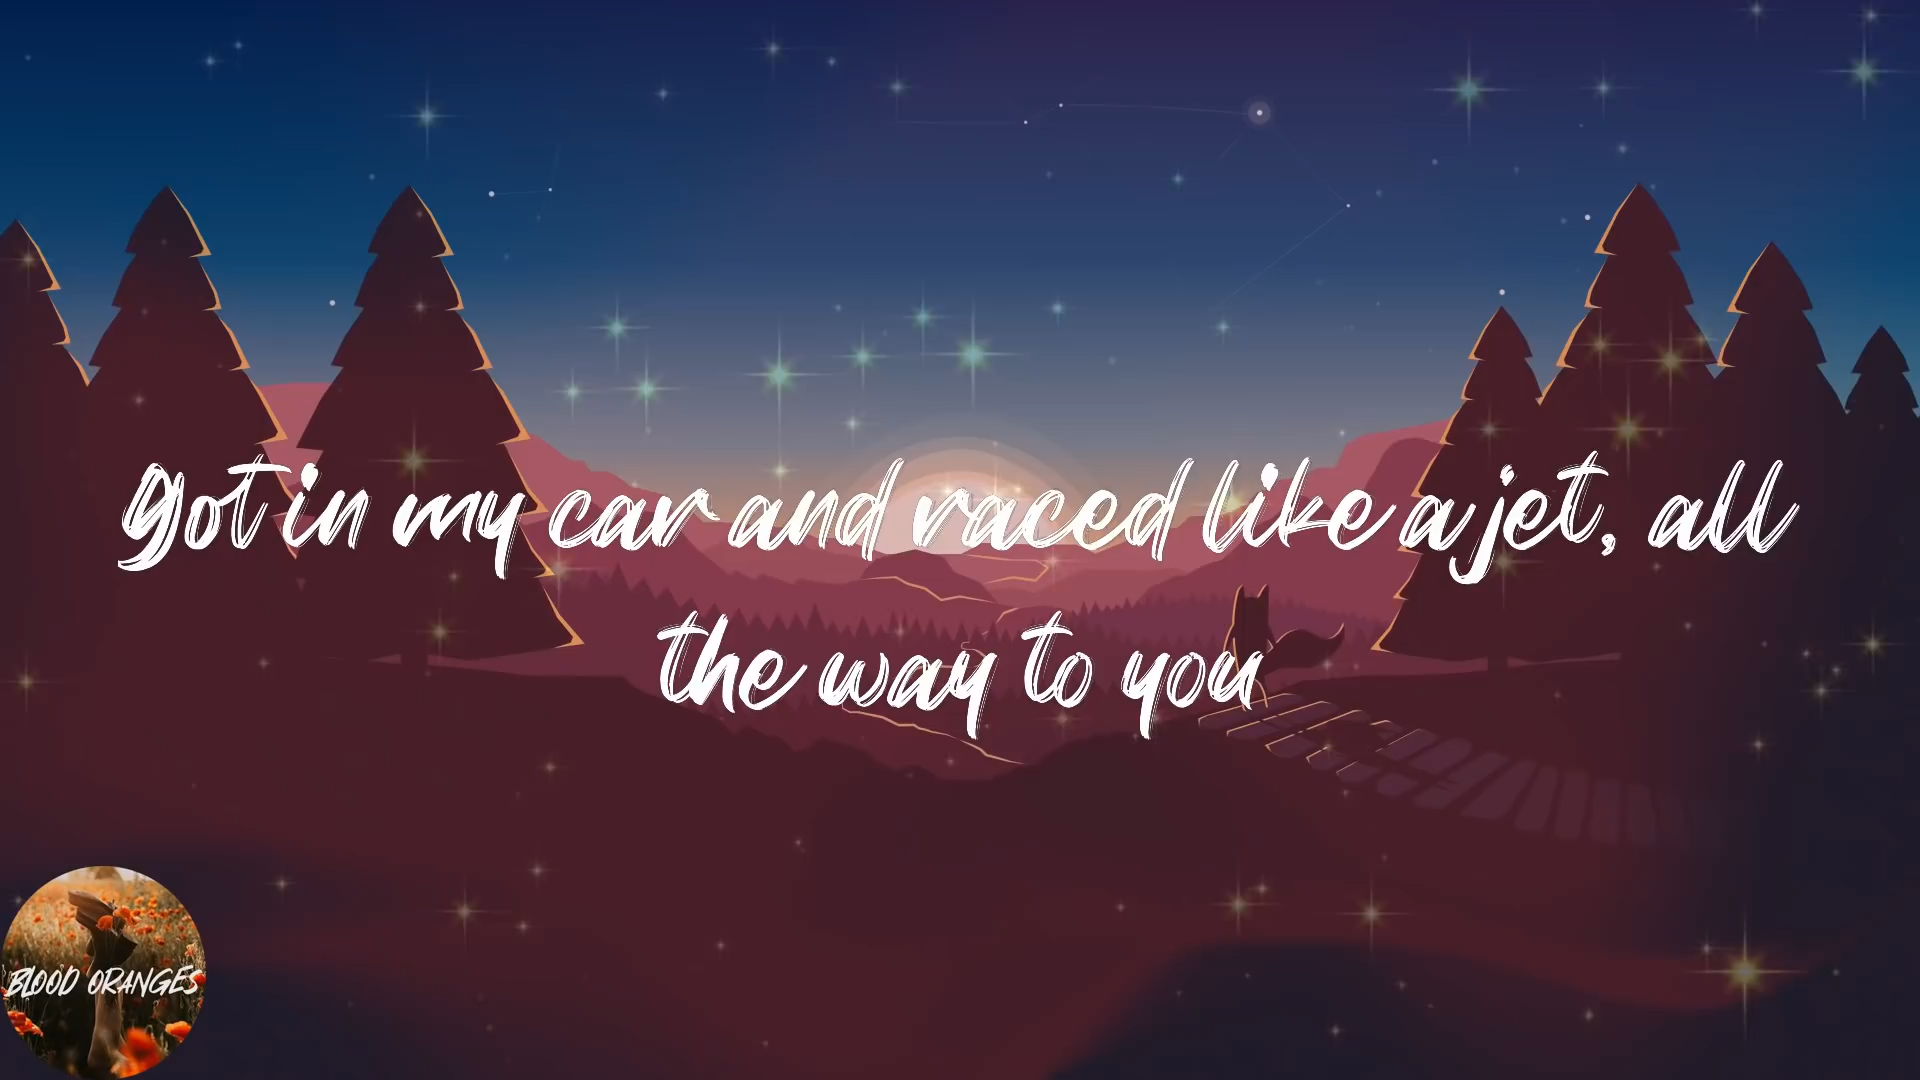 Got in my car and raced like a jet, all
the way to you
BLOOD ORANGES